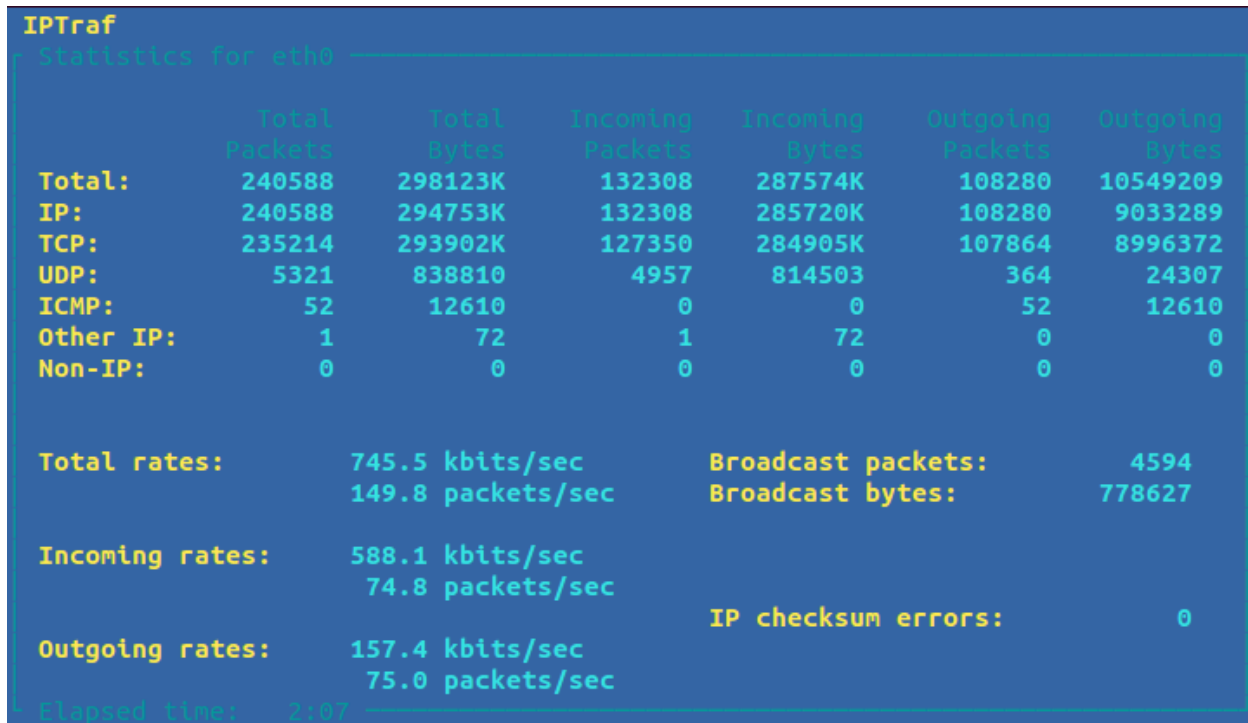 IPTraf
Statistics for eth0
Total Total Incoming Incoming Outgoing Outgoing
Packets Bytes Packets Bytes Packets Bytes
Total: 240588 298123K 132308 287574K 108280 10549209
IP: 240588 294753K 132308 285720K 108280 9033289
TCP: 235214 293902K 127350 284905K 107864 8996372
UDP: 5321 838810 4957 814503 364 24307
ICMP: 52 12610 0 0 52 12610
Other IP: 1 72 1 72 0 0
Non-IP: 0 0 0 0 0 0
Total rates: 745.5 kbits/sec Broadcast packets: 4594
149.8 packets/sec Broadcast bytes: 778627
Incoming rates: 588.1 kbits/sec
74.8 packets/sec
IP checksum errors: 0
Outgoing rates: 157.4 kbits/sec
75.0 packets/sec
Elapsed time: 2:07